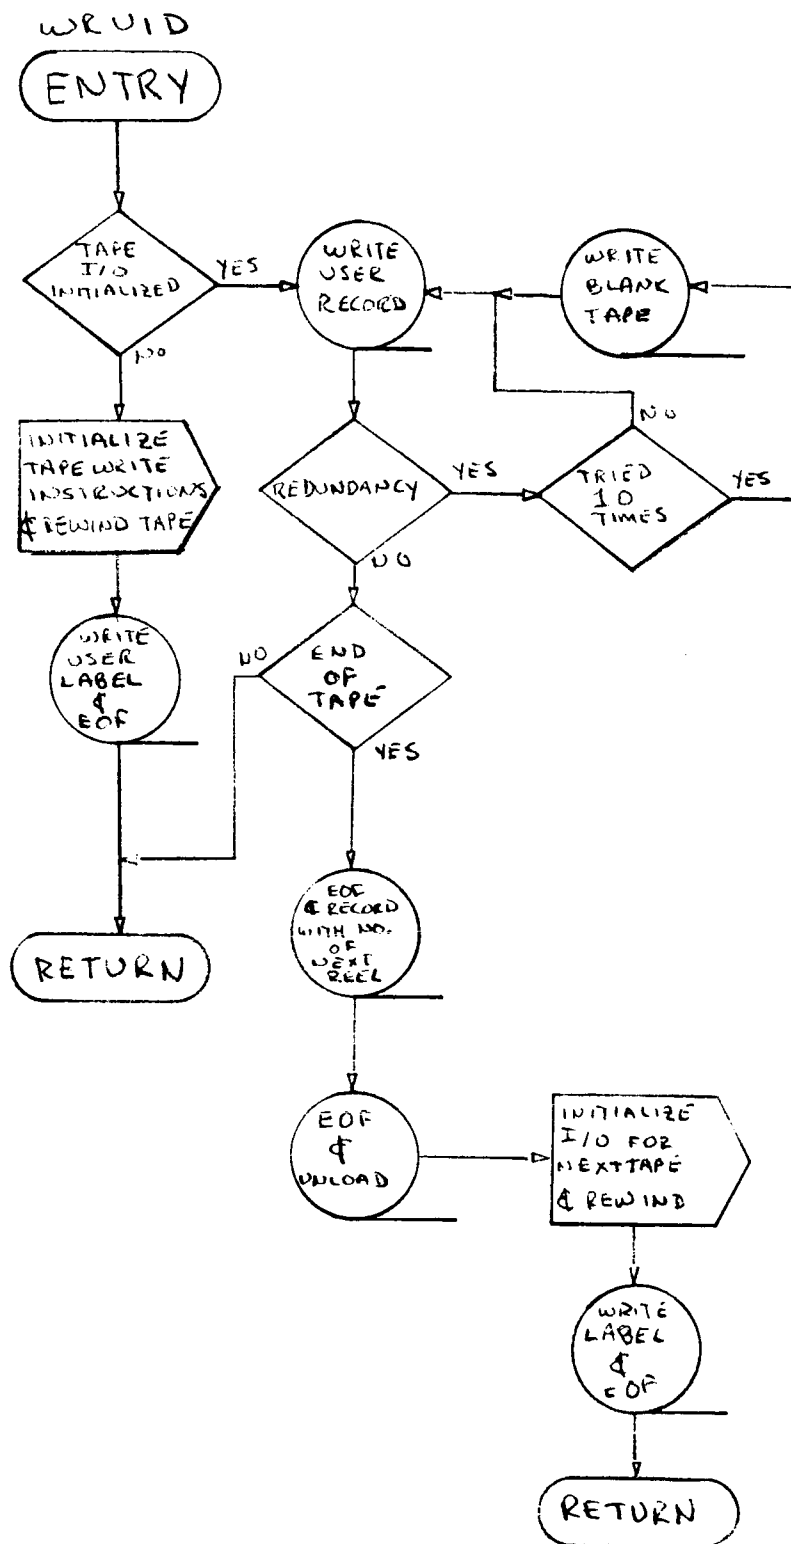 WRUID
ENTRY
TAPE
I/O
INITIALIZED
YES
NO
WRITE
USER
RECORD
WRITE
BLANK
TAPE
INITIALIZE
TAPE WRITE
INSTRUCTIONS
& REWIND TAPE
REDUNDANCY
YES
NO
TRIED
10
TIMES
NO
YES
WRITE
USER
LABEL
&
EOF
END
OF
TAPE
NO
YES
RETURN
EOF
& RECORD
WITH NO.
OF
NEXT
REEL
EOF
&
UNLOAD
INITIALIZE
I/O FOR
NEXT TAPE
& REWIND
WRITE
LABEL
&
EOF
RETURN